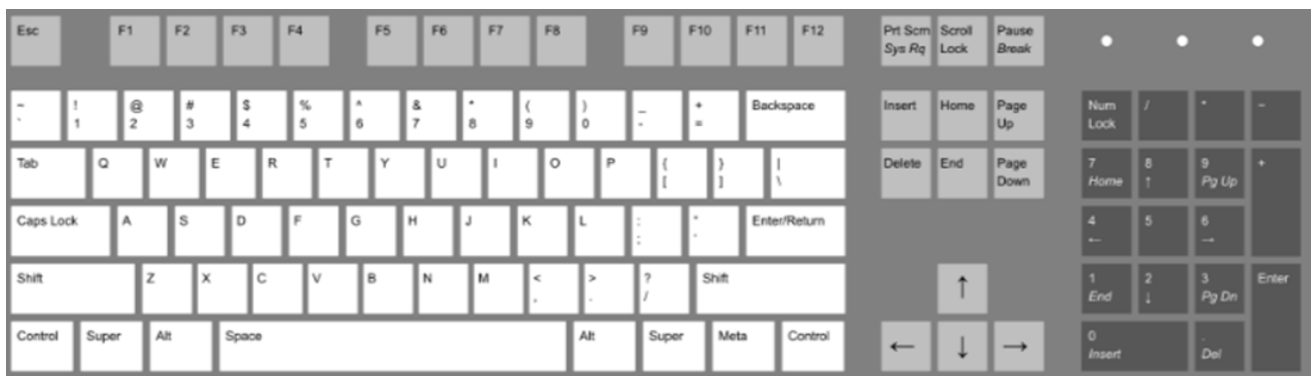 Esc F1 F2 F3 F4 F5 F6 F7 F8 F9 F10 F11 F12 Prt Scrn Scroll Pause
Sys Rq Lock Break
~ ! @ # $ % ^ & * ( ) _ + Backspace Insert Home Page Num / * -
` 1 2 3 4 5 6 7 8 9 0 - = Up Lock
Tab Q W E R T Y U I O P { } | Delete End Page 7 8 9 +
[ ] \ Down Home ↑ Pg Up
Caps Lock A S D F G H J K L : " Enter/Return 4 5 6
; ' ← →
Shift Z X C V B N M < > ? Shift ↑ 1 2 3 Enter
, . / End ↓ Pg Dn
Control Super Alt Space Alt Super Meta Control ← ↓ → 0 .
Insert Del